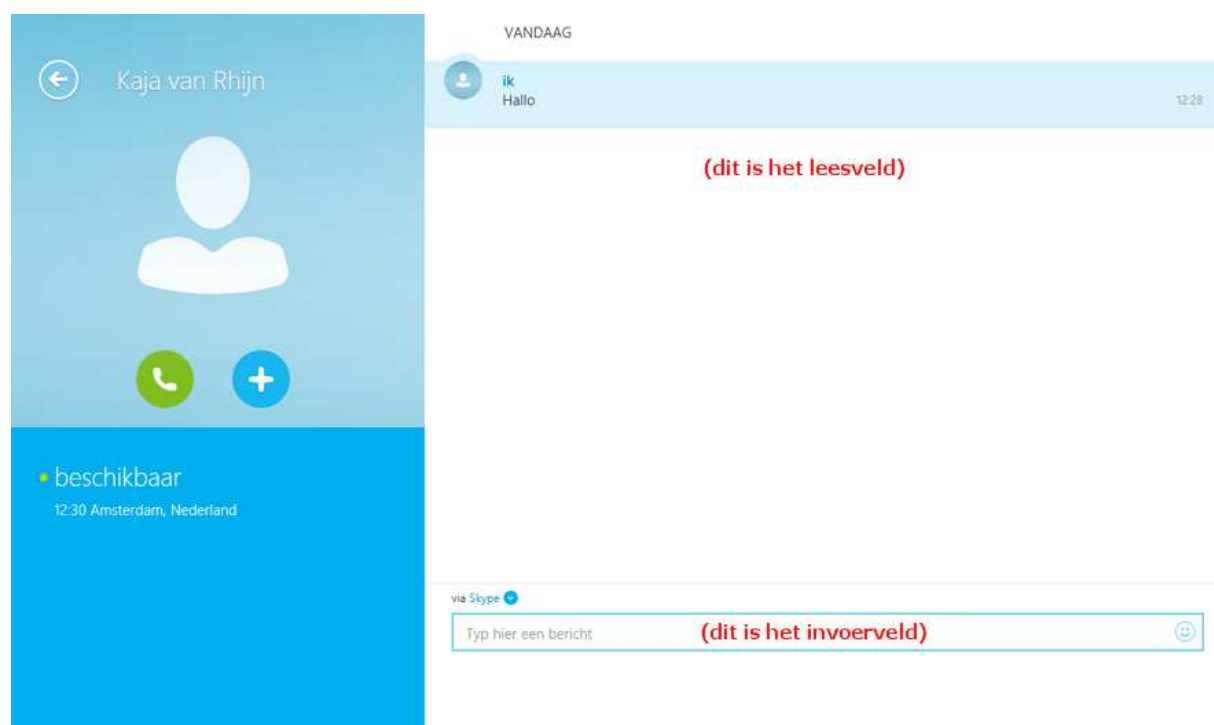 Kaja van Rhijn
beschikbaar
12:30 Amsterdam, Nederland
VANDAAG
ik
Hallo
12:28
(dit is het leesveld)
via Skype
Typ hier een bericht
(dit is het invoerveld)